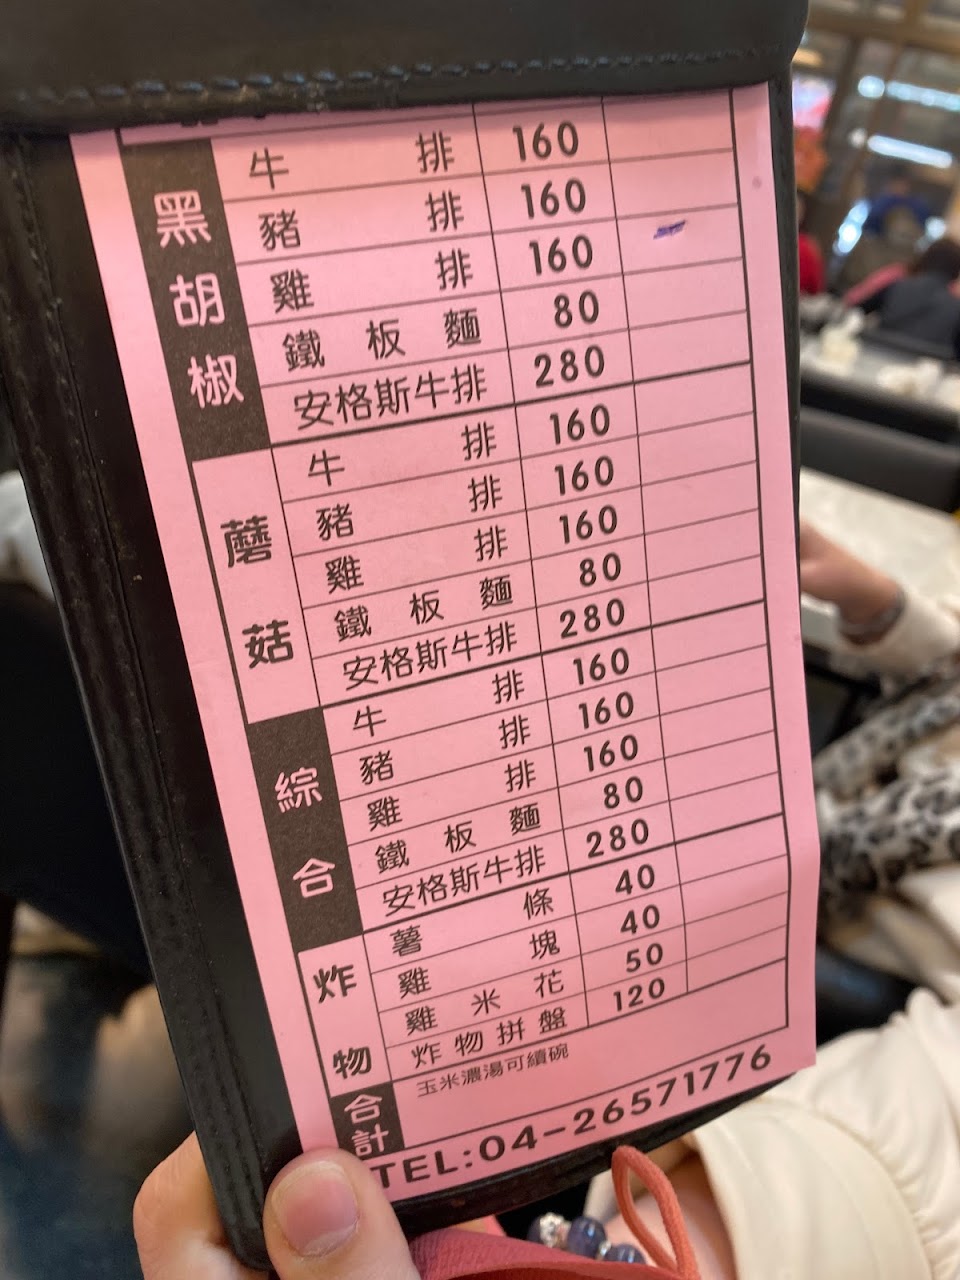 黑胡椒
牛排 160
豬排 160
雞排 160
鐵板麵 80
安格斯牛排 280
蘑菇
牛排 160
豬排 160
雞排 160
鐵板麵 80
安格斯牛排 280
綜合
牛排 160
豬排 160
雞排 160
鐵板麵 80
安格斯牛排 280
炸物
薯條 40
雞塊 40
雞米花 50
炸物拼盤 120
合計
玉米濃湯可續碗
TEL:04-26571776